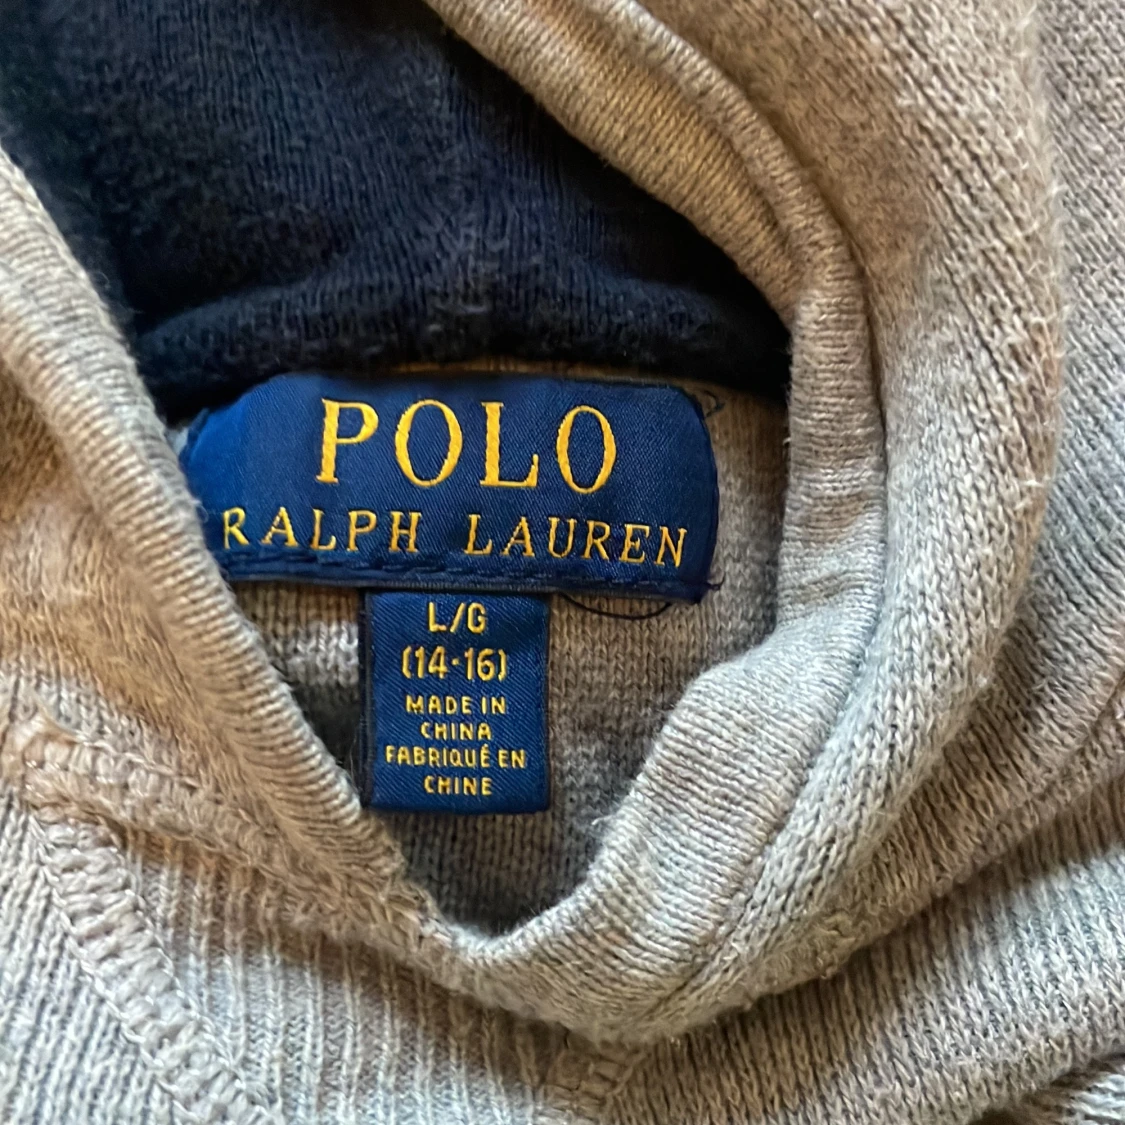 POLO
RALPH LAUREN
L/G
(14-16)
MADE IN
CHINA
FABRIQUÉ EN
CHINE